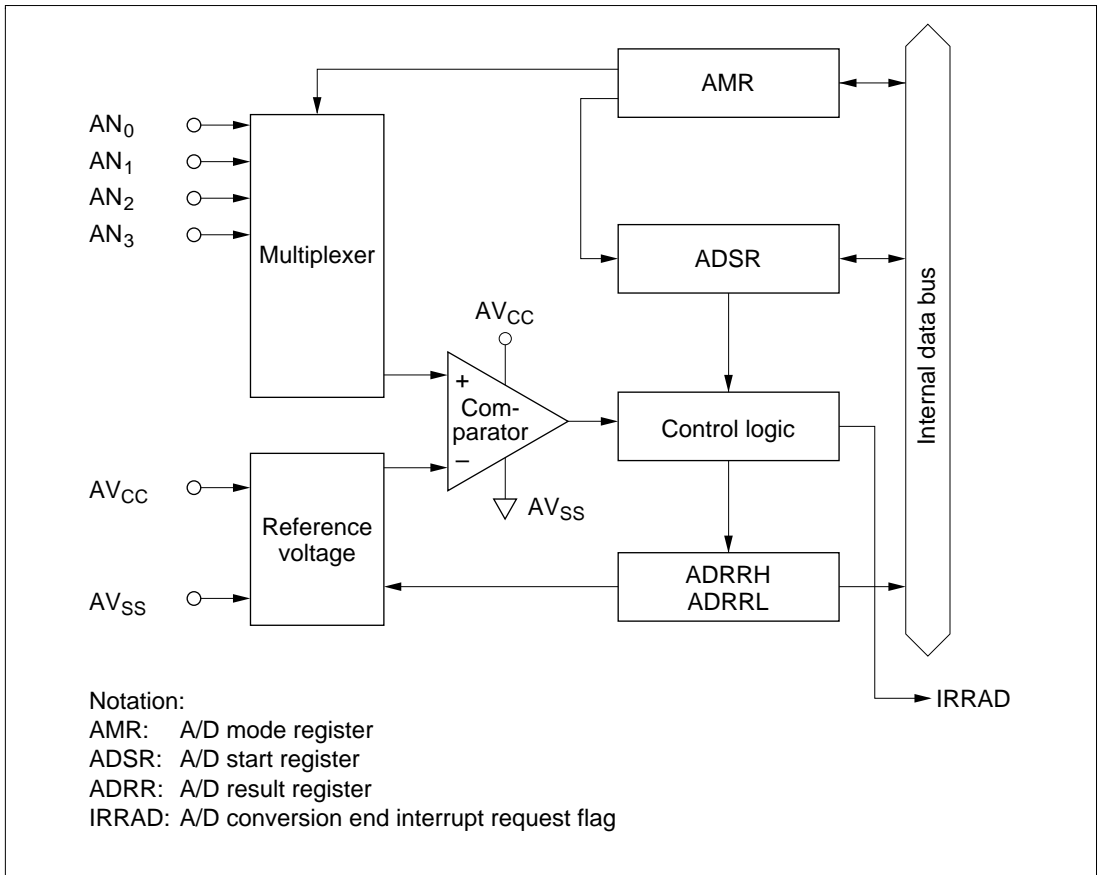 AMR
AN0
AN1
AN2
AN3
Multiplexer
ADSR
Internal data bus
AVCC
+
Com-
parator
–
Control logic
AVCC
AVSS
Reference
voltage
ADRRH
ADRRL
AVSS
IRRAD
Notation:
AMR: A/D mode register
ADSR: A/D start register
ADRR: A/D result register
IRRAD: A/D conversion end interrupt request flag